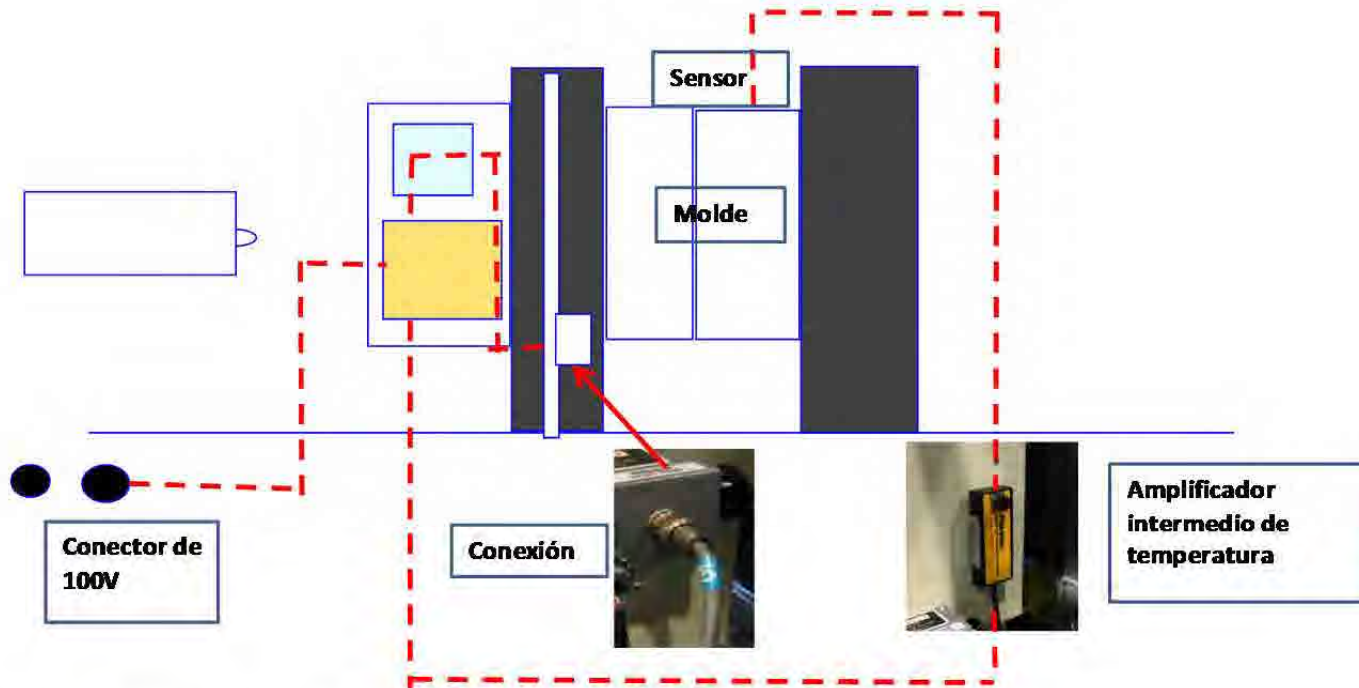 Sensor
Molde
Conector de
100V
Conexión
Amplificador
intermedio de
temperatura